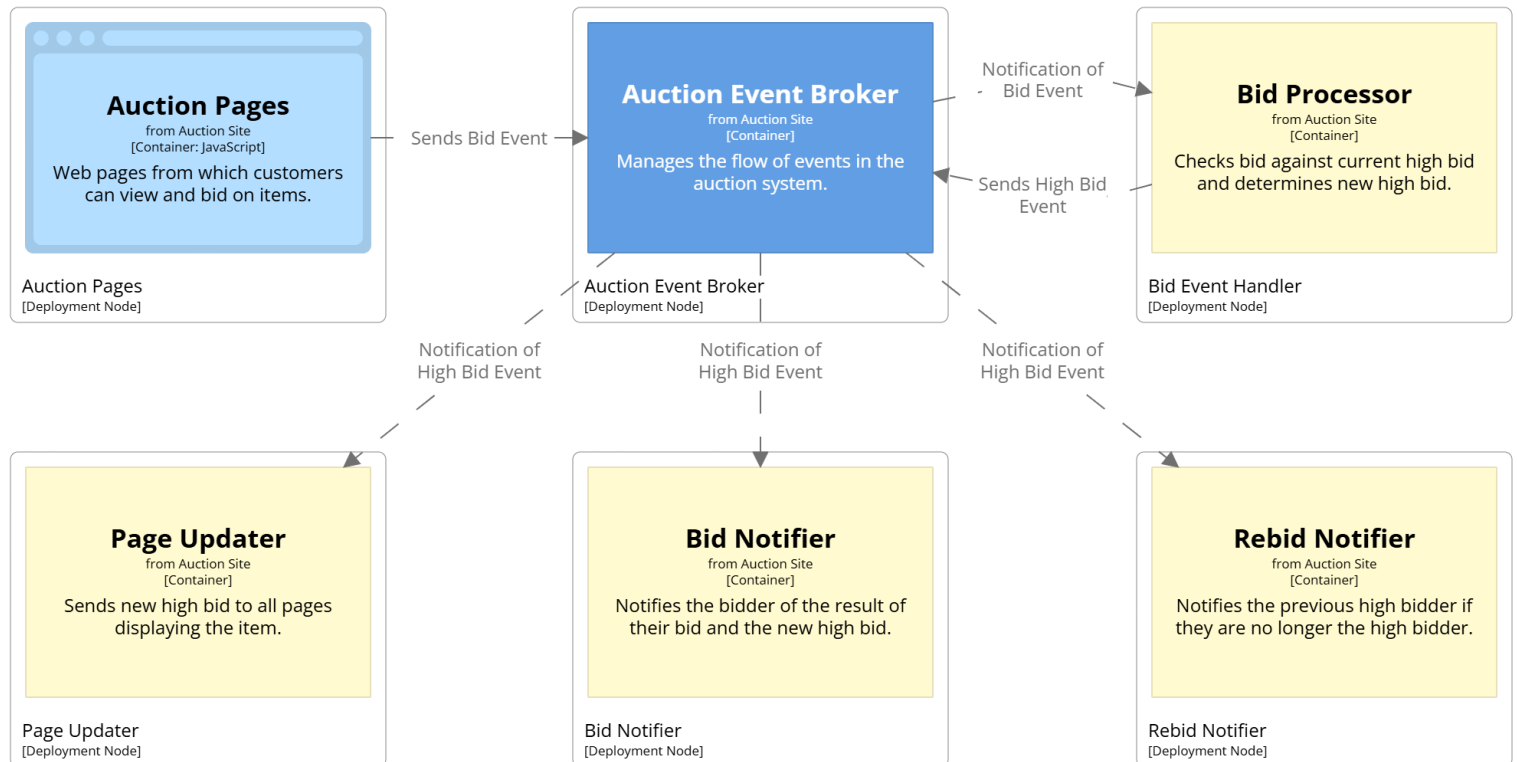 Auction Pages
from Auction Site
[Container: JavaScript]
Web pages from which customers
can view and bid on items.
Auction Pages
[Deployment Node]
Sends Bid Event
Auction Event Broker
from Auction Site
[Container]
Manages the flow of events in the
auction system.
Auction Event Broker
[Deployment Node]
Notification of
Bid Event
Sends High Bid
Event
Bid Processor
from Auction Site
[Container]
Checks bid against current high bid
and determines new high bid.
Bid Event Handler
[Deployment Node]
Notification of
High Bid Event
Notification of
High Bid Event
Notification of
High Bid Event
Page Updater
from Auction Site
[Container]
Sends new high bid to all pages
displaying the item.
Page Updater
[Deployment Node]
Bid Notifier
from Auction Site
[Container]
Notifies the bidder of the result of
their bid and the new high bid.
Bid Notifier
[Deployment Node]
Rebid Notifier
from Auction Site
[Container]
Notifies the previous high bidder if
they are no longer the high bidder.
Rebid Notifier
[Deployment Node]